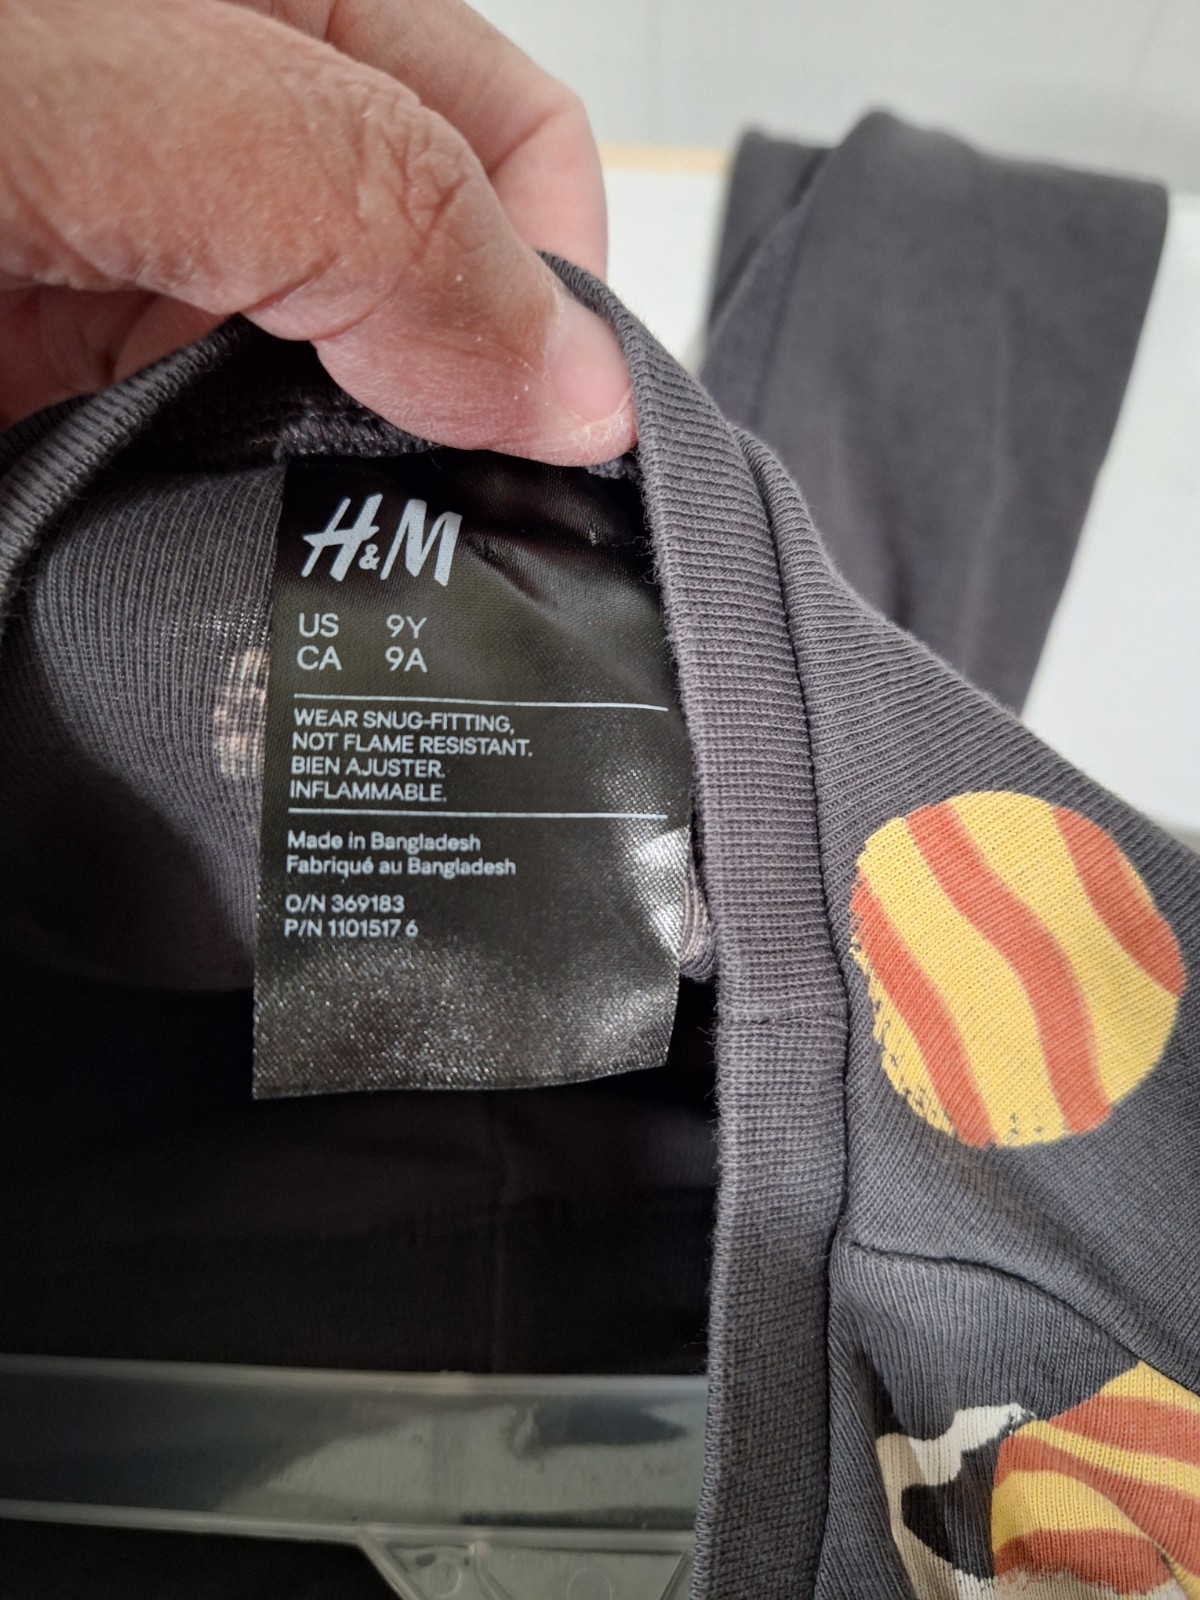 H&M
US 9Y
CA 9A
WEAR SNUG-FITTING,
NOT FLAME RESISTANT.
BIEN AJUSTER.
INFLAMMABLE.
Made in Bangladesh
Fabriqué au Bangladesh
O/N 369183
P/N 1101517 6